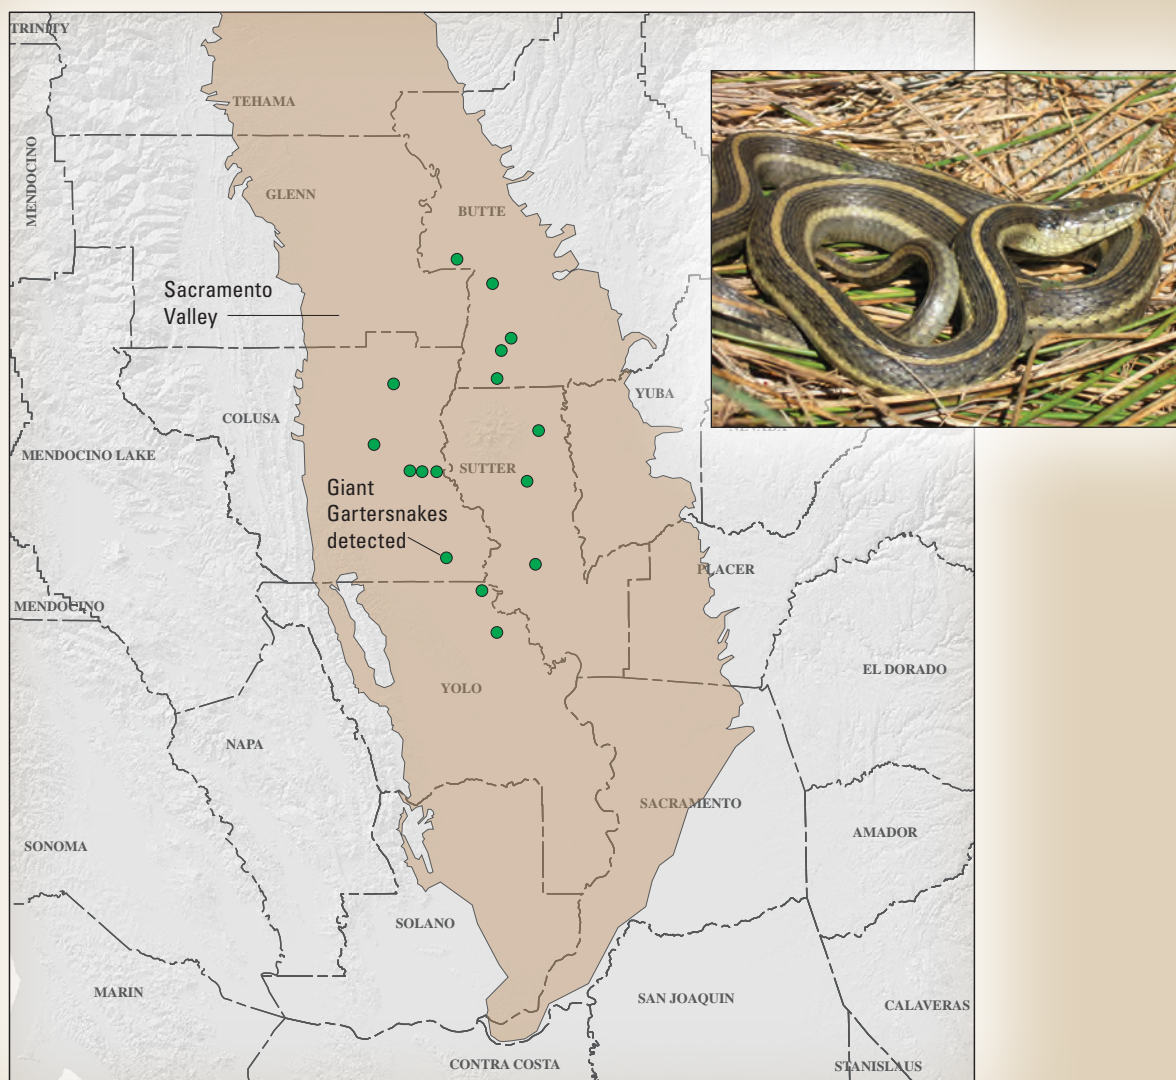 TRINITY
TEHAMA
MENDOCINO
GLENN
BUTTE
Sacramento
Valley
YUBA
COLUSA
NEVADA
MENDOCINO LAKE
SUTTER
Giant
Gartersnakes
detected
PLACER
MENDOCINO
EL DORADO
YOLO
NAPA
SACRAMENTO
AMADOR
SONOMA
SOLANO
MARIN
SAN JOAQUIN
CALAVERAS
CONTRA COSTA
STANISLAUS